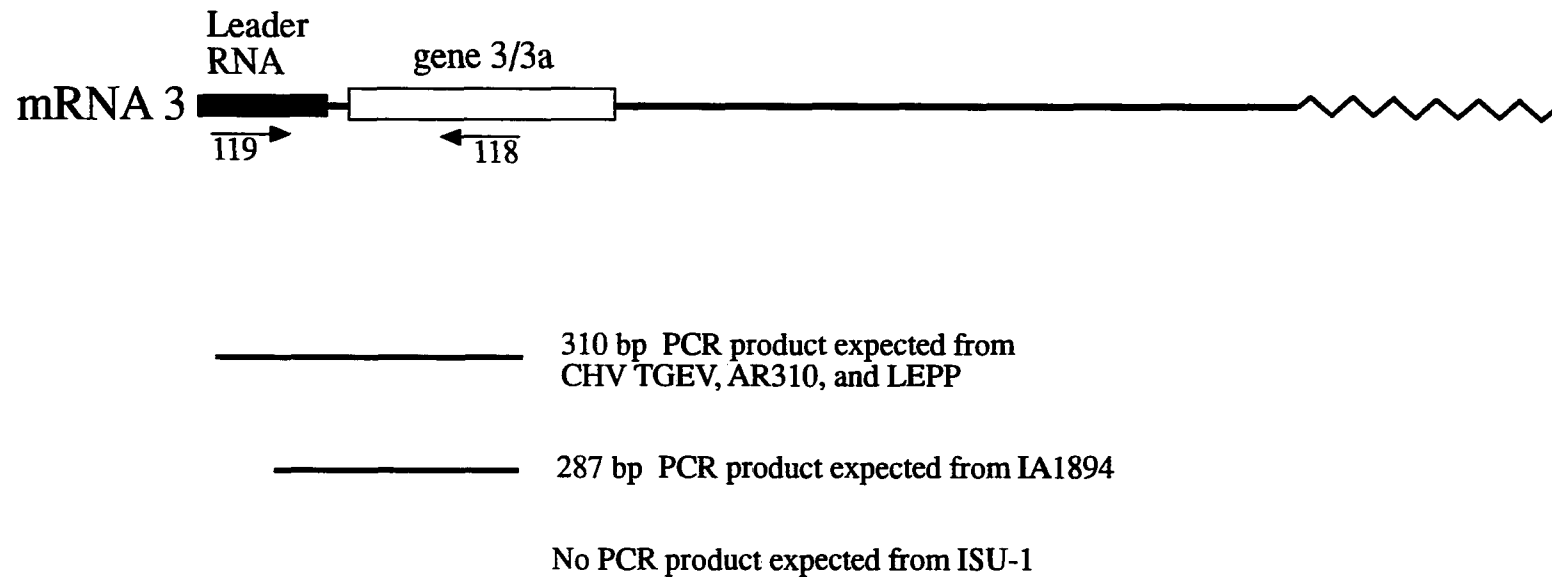 Leader
RNA
gene 3/3a
mRNA 3
119
118
310 bp PCR product expected from
CHV TGEV, AR310, and LEPP
287 bp PCR product expected from IA1894
No PCR product expected from ISU-1